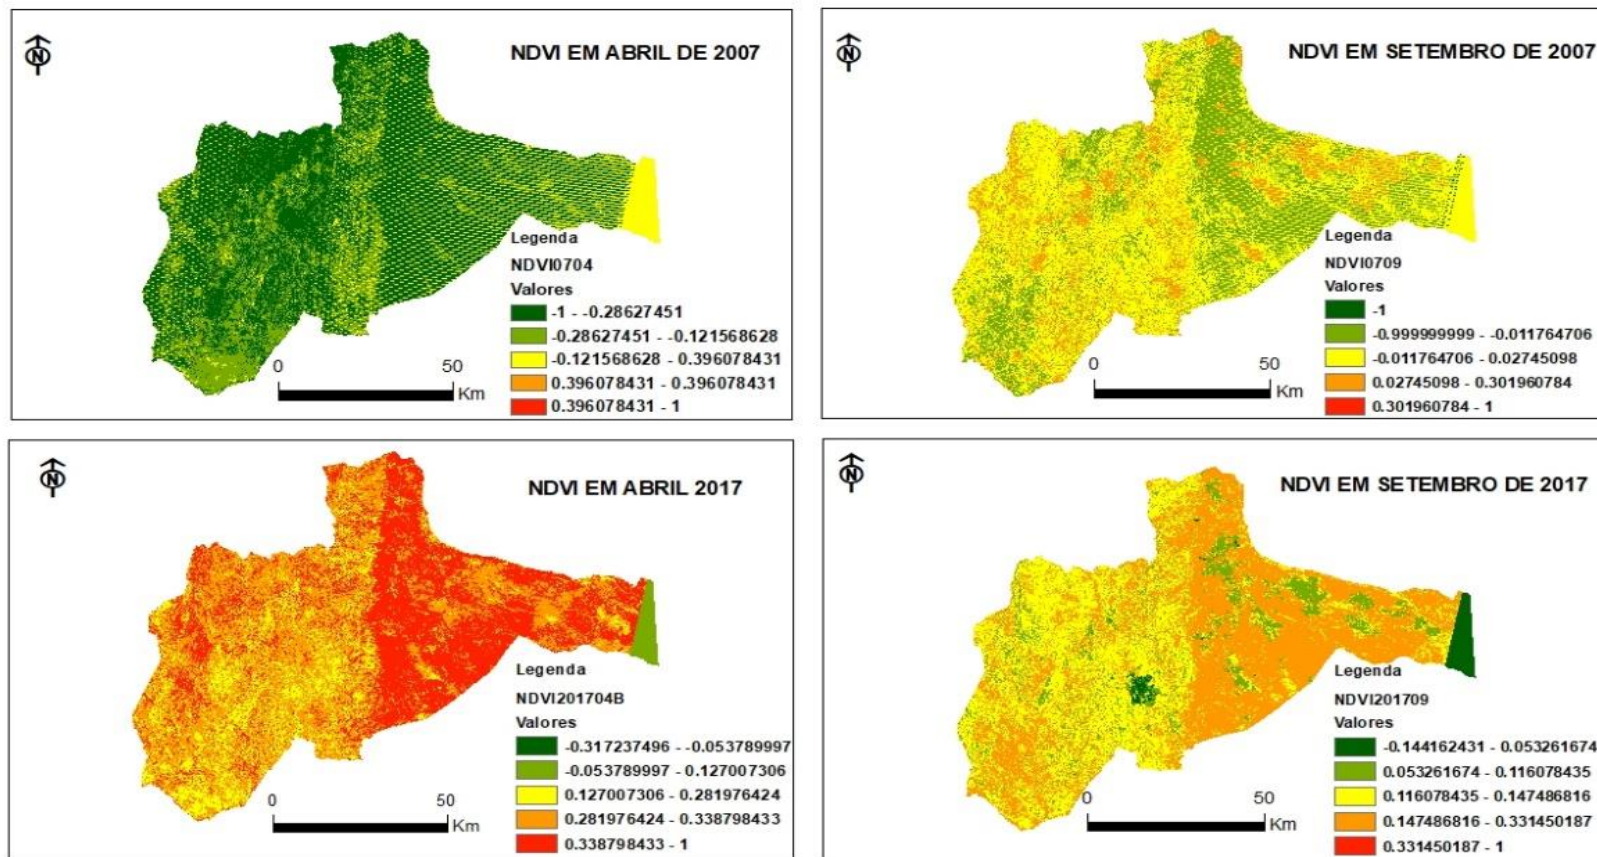 N
NDVI EM ABRIL DE 2007
Legenda
NDVI0704
Valores
-1 - -0.28627451
-0.28627451 - -0.121568628
-0.121568628 - 0.396078431
0.396078431 - 0.396078431
0.396078431 - 1
0 50
Km
N
NDVI EM SETEMBRO DE 2007
Legenda
NDVI0709
Valores
-1
-0.999999999 - -0.011764706
-0.011764706 - 0.02745098
0.02745098 - 0.301960784
0.301960784 - 1
0 50
Km
N
NDVI EM ABRIL 2017
Legenda
NDVI201704B
Valores
-0.317237496 - -0.053789997
-0.053789997 - 0.127007306
0.127007306 - 0.281976424
0.281976424 - 0.338798433
0.338798433 - 1
0 50
Km
N
NDVI EM SETEMBRO DE 2017
Legenda
NDVI201709
Valores
-0.144162431 - 0.053261674
0.053261674 - 0.116078435
0.116078435 - 0.147486816
0.147486816 - 0.331450187
0.331450187 - 1
0 50
Km